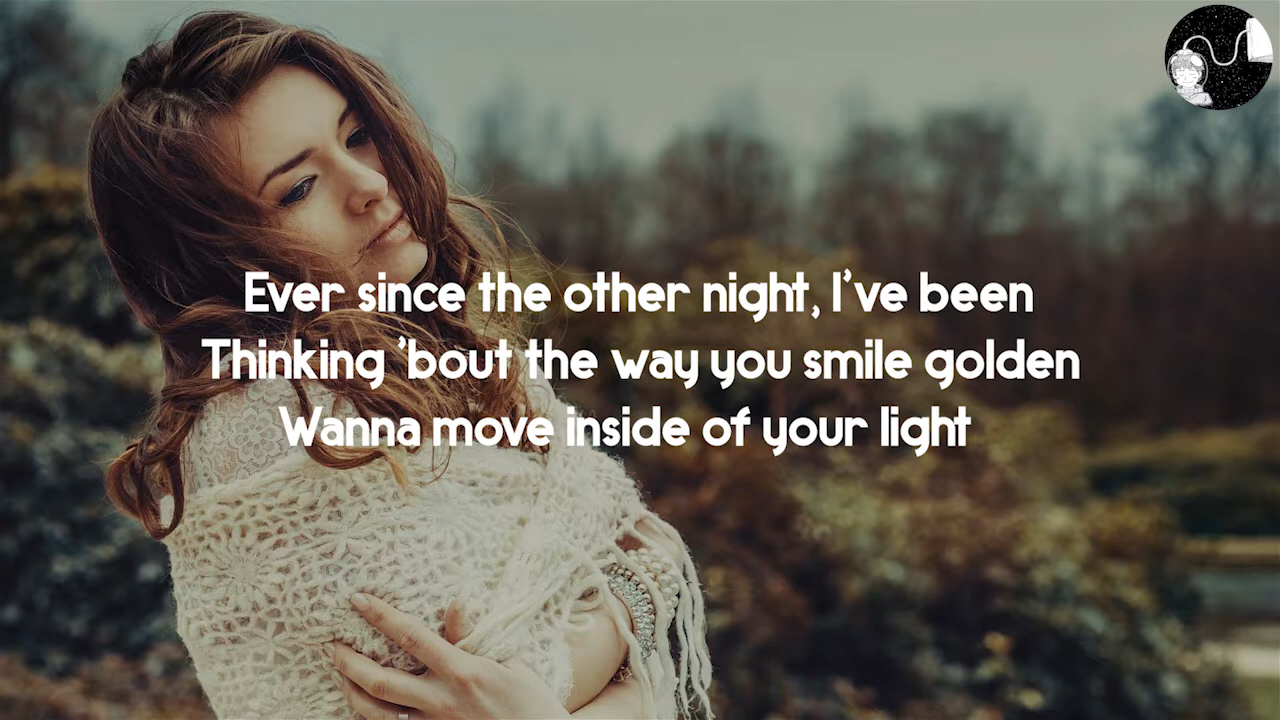 Ever since the other night, I've been
Thinking 'bout the way you smile golden
Wanna move inside of your light